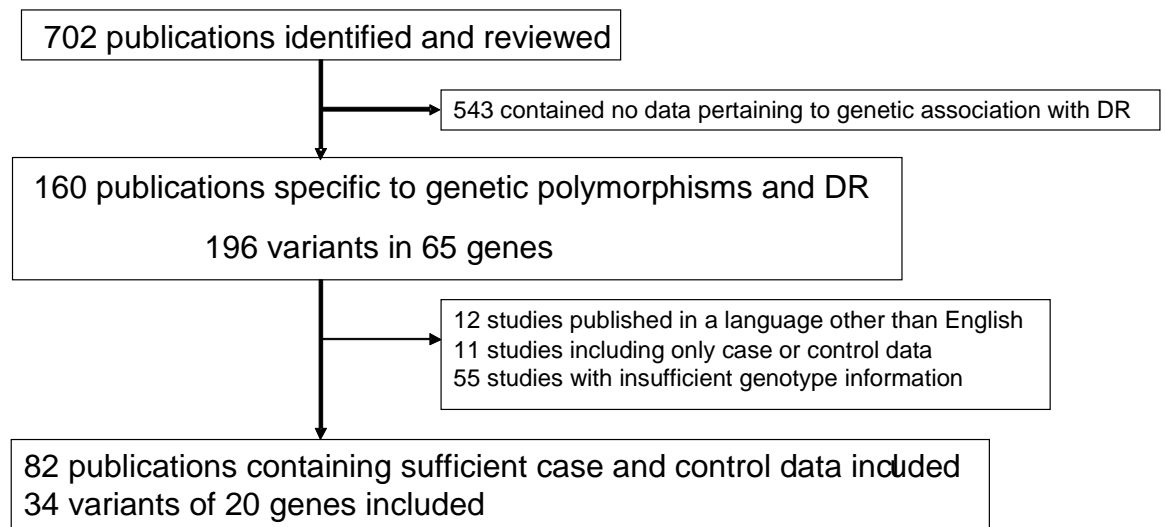 702 publications identified and reviewed
543 contained no data pertaining to genetic association with DR
160 publications specific to genetic polymorphisms and DR
196 variants in 65 genes
12 studies published in a language other than English
11 studies including only case or control data
55 studies with insufficient genotype information
82 publications containing sufficient case and control data included
34 variants of 20 genes included